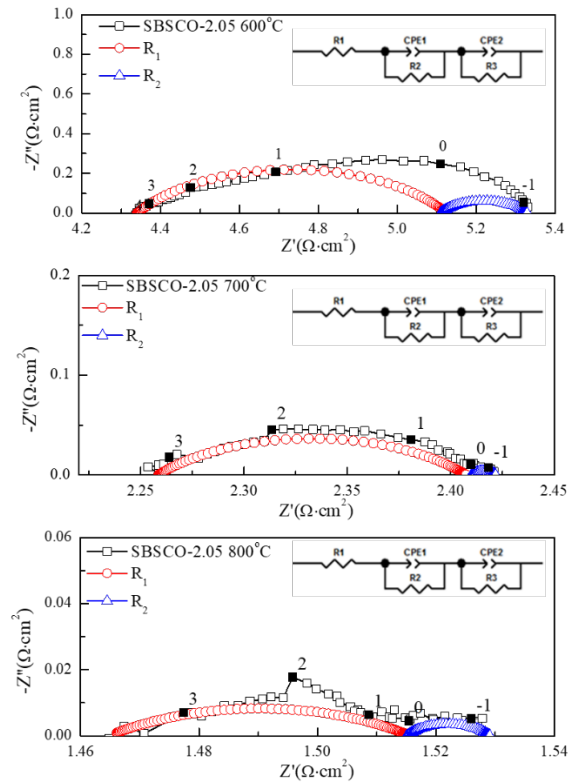 SBSCO-2.05 600°C
R₁
R₂
R1 CPE1 CPE2
R2 R3
3 2 1 0 -1
-Z''(Ω·cm²)
1.0
0.8
0.6
0.4
0.2
0.0
4.2 4.4 4.6 4.8 5.0 5.2 5.4
Z'(Ω·cm²)
SBSCO-2.05 700°C
R₁
R₂
R1 CPE1 CPE2
R2 R3
3 2 1 0 -1
-Z''(Ω·cm²)
0.2
0.1
0.0
2.25 2.30 2.35 2.40 2.45
Z'(Ω·cm²)
SBSCO-2.05 800°C
R₁
R₂
R1 CPE1 CPE2
R2 R3
3 2 1 0 -1
-Z''(Ω·cm²)
0.06
0.04
0.02
0.00
1.46 1.48 1.50 1.52 1.54
Z'(Ω·cm²)